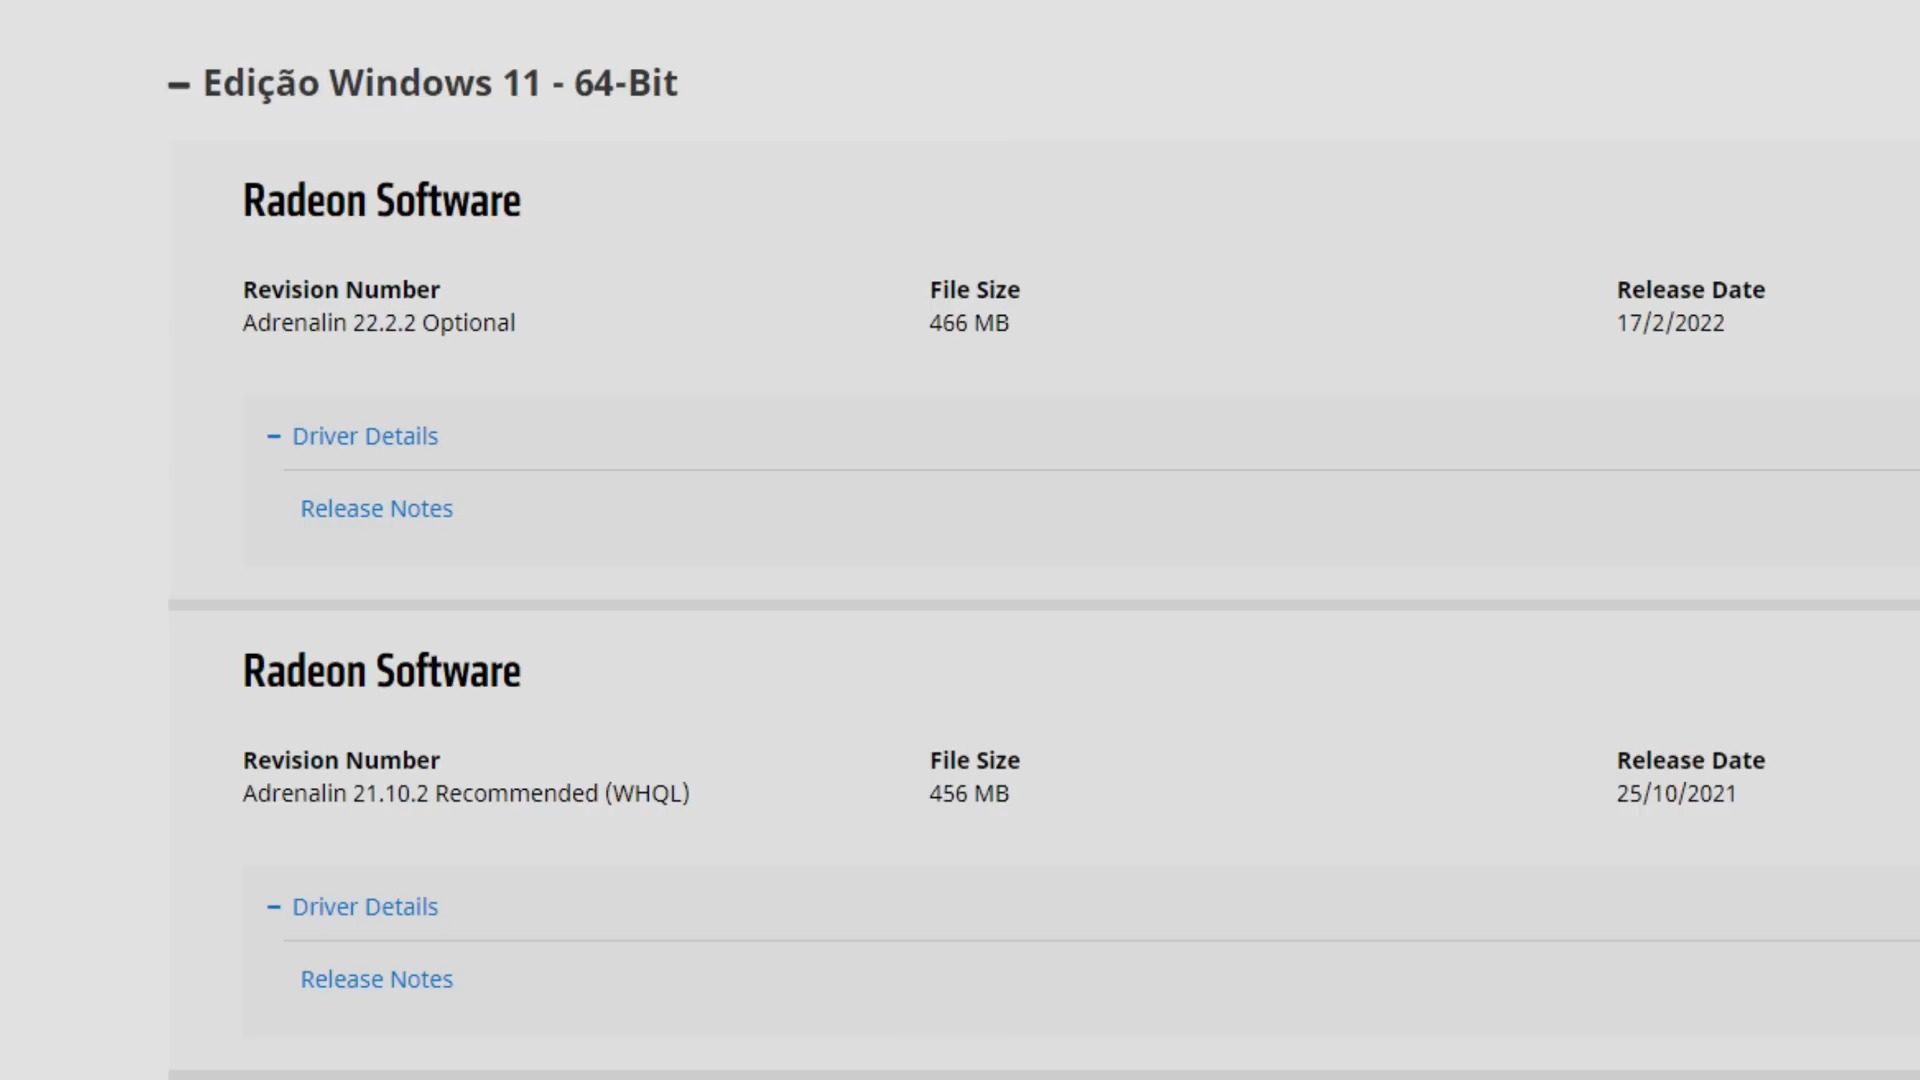 Edição Windows 11 - 64-Bit
Radeon Software
Revision Number
Adrenalin 22.2.2 Optional
File Size
466 MB
Release Date
17/2/2022
Driver Details
Release Notes
Radeon Software
Revision Number
Adrenalin 21.10.2 Recommended (WHQL)
File Size
456 MB
Release Date
25/10/2021
Driver Details
Release Notes